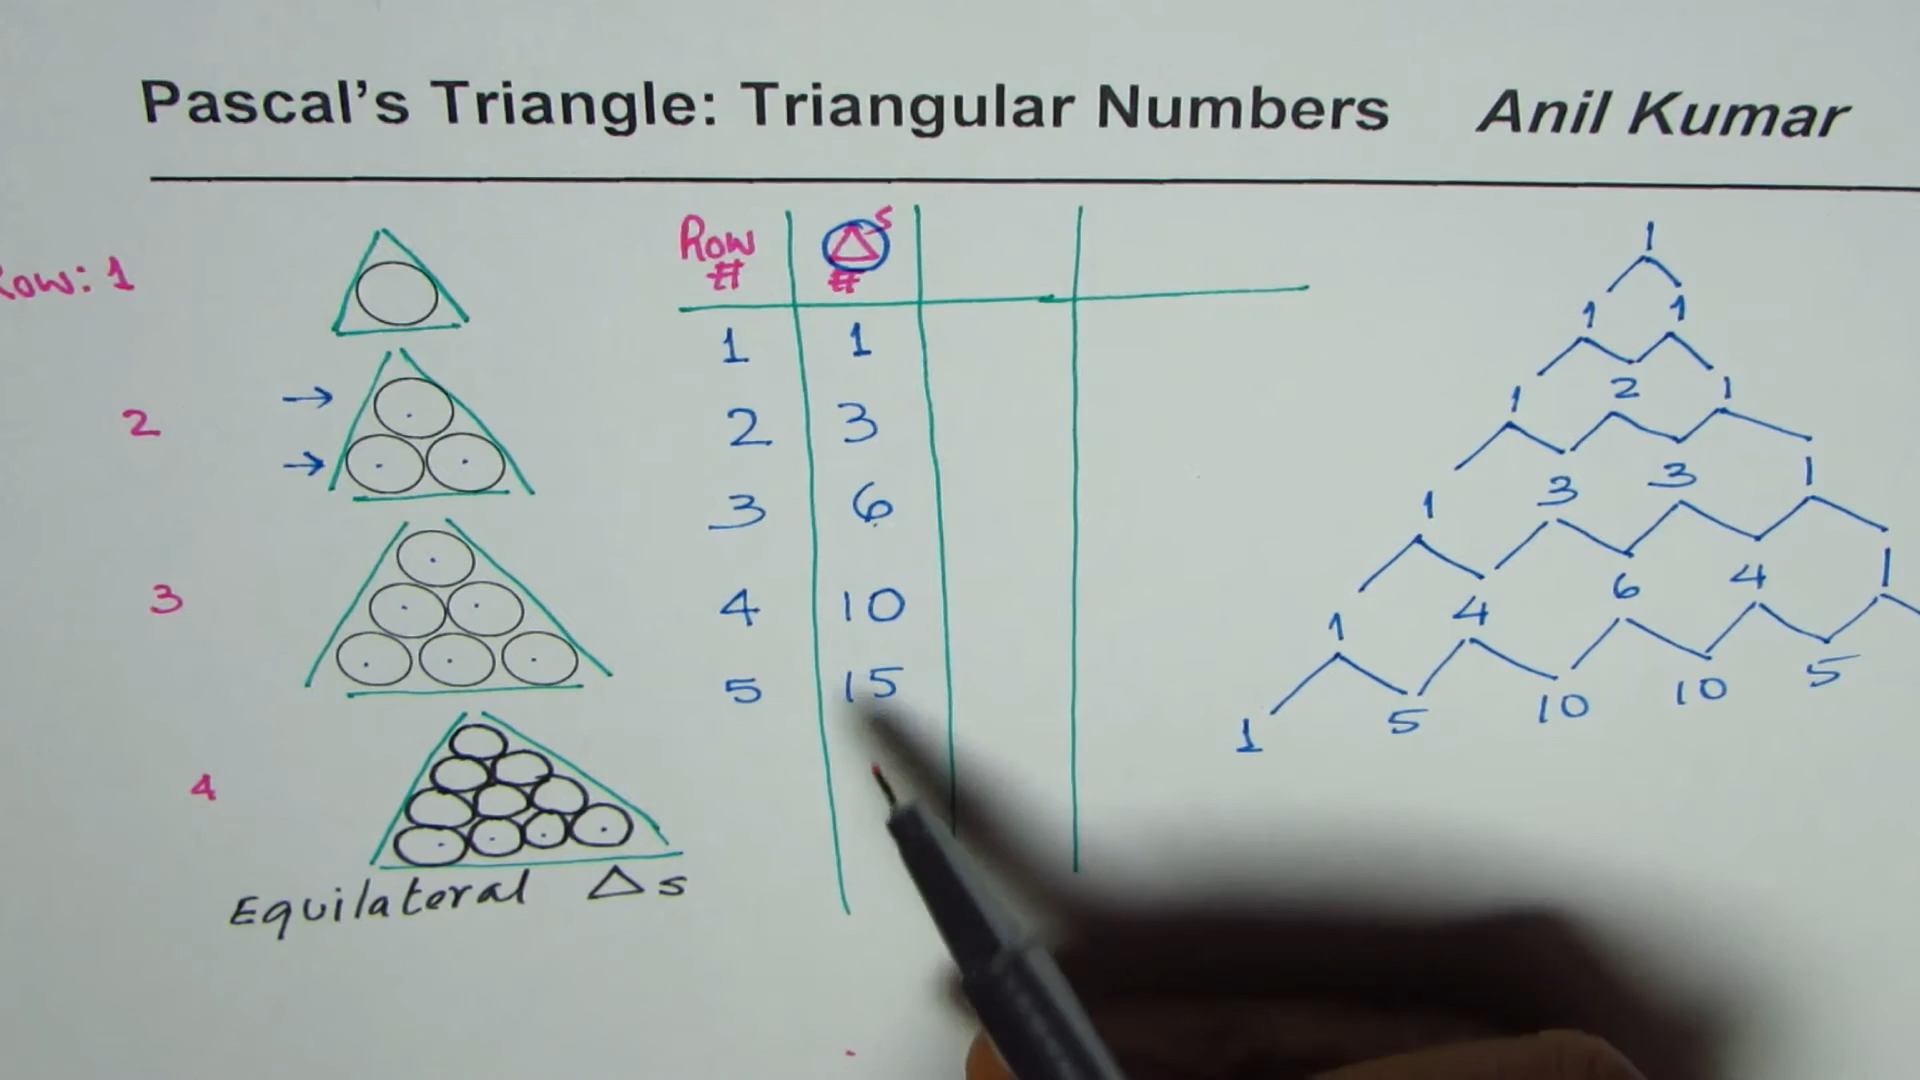 Pascal's Triangle: Triangular Numbers Anil Kumar
Row: 1
2
3
4
Equilateral Δs
Row # Δs #
1 1
2 3
3 6
4 10
5 15
1
1 1
1 2 1
1 3 3 1
1 4 6 4 1
1 5 10 10 5